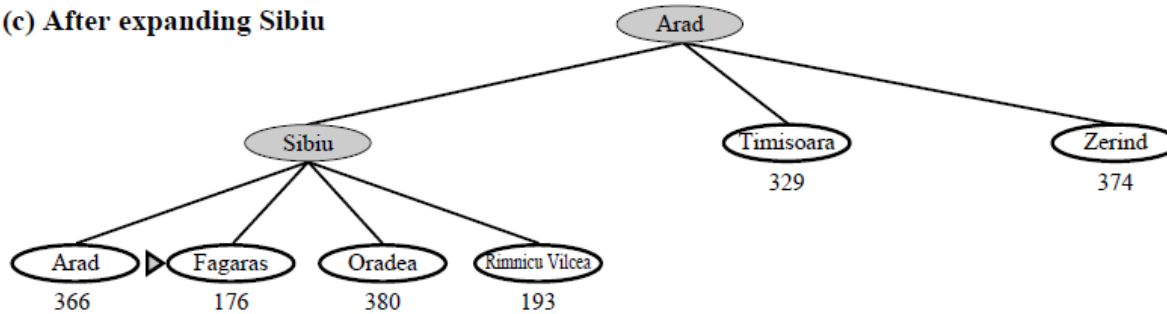 (c) After expanding Sibiu
Arad
Sibiu
Timisoara
Zerind
329
374
Arad
Fagaras
Oradea
Rimnicu Vilcea
366
176
380
193